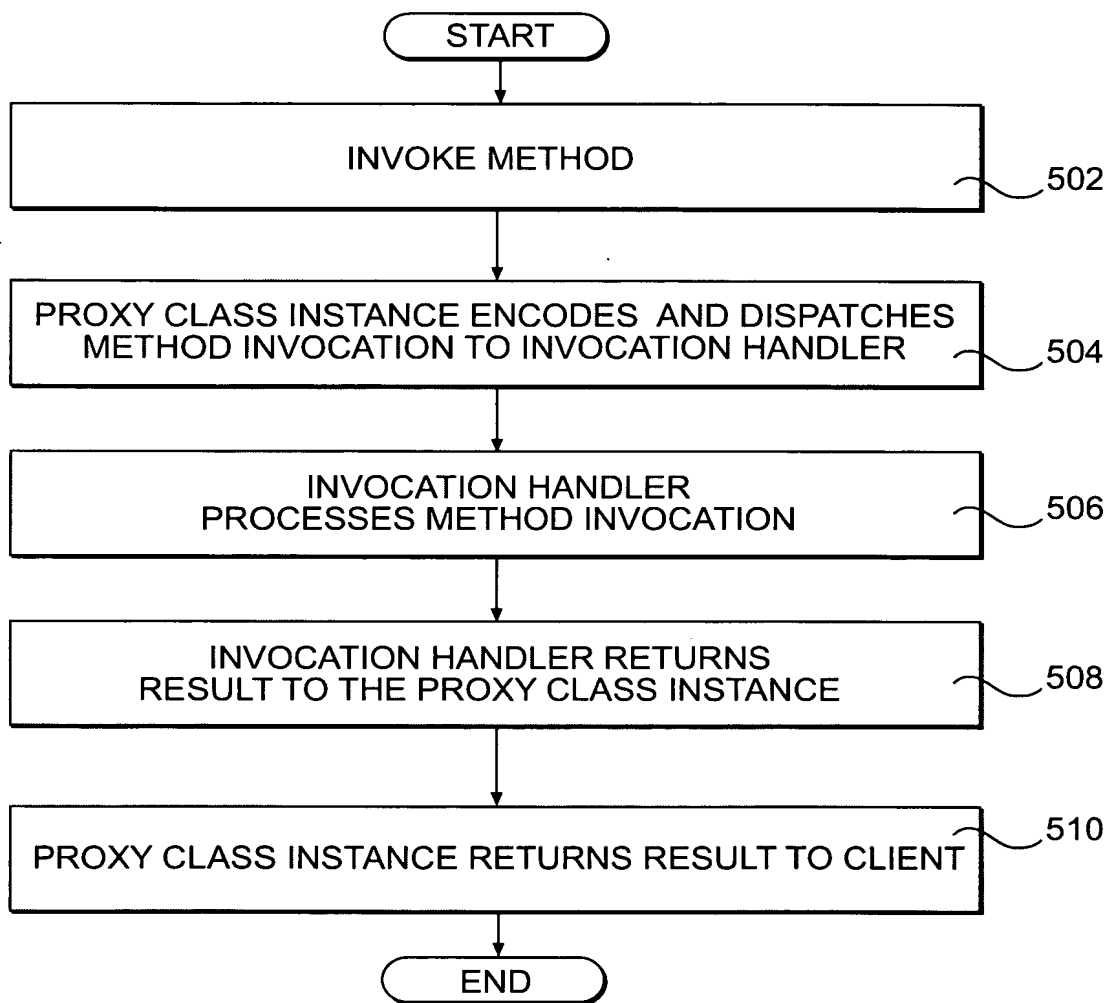 START
INVOKE METHOD
502
PROXY CLASS INSTANCE ENCODES AND DISPATCHES
METHOD INVOCATION TO INVOCATION HANDLER
504
INVOCATION HANDLER
PROCESSES METHOD INVOCATION
506
INVOCATION HANDLER RETURNS
RESULT TO THE PROXY CLASS INSTANCE
508
PROXY CLASS INSTANCE RETURNS RESULT TO CLIENT
510
END